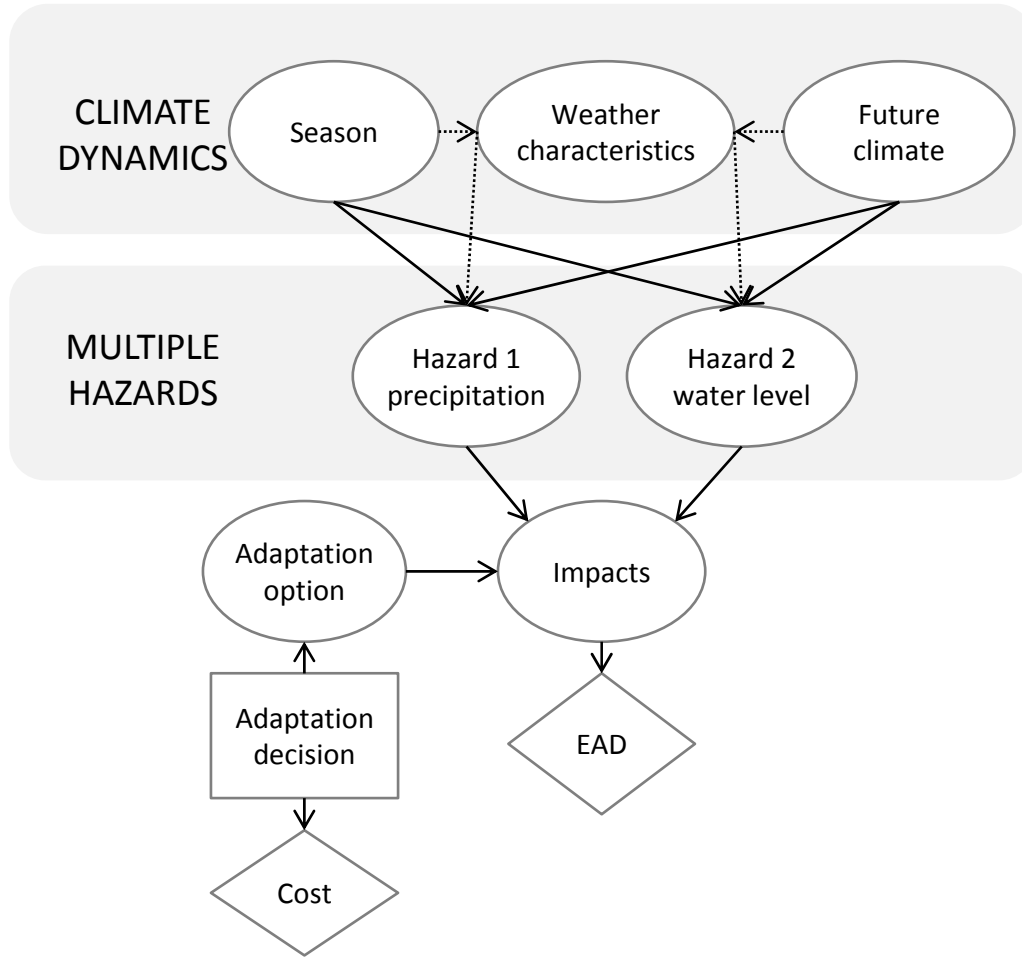 CLIMATE
DYNAMICS
Season
Weather
characteristics
Future
climate
MULTIPLE
HAZARDS
Hazard 1
precipitation
Hazard 2
water level
Adaptation
option
Impacts
Adaptation
decision
EAD
Cost